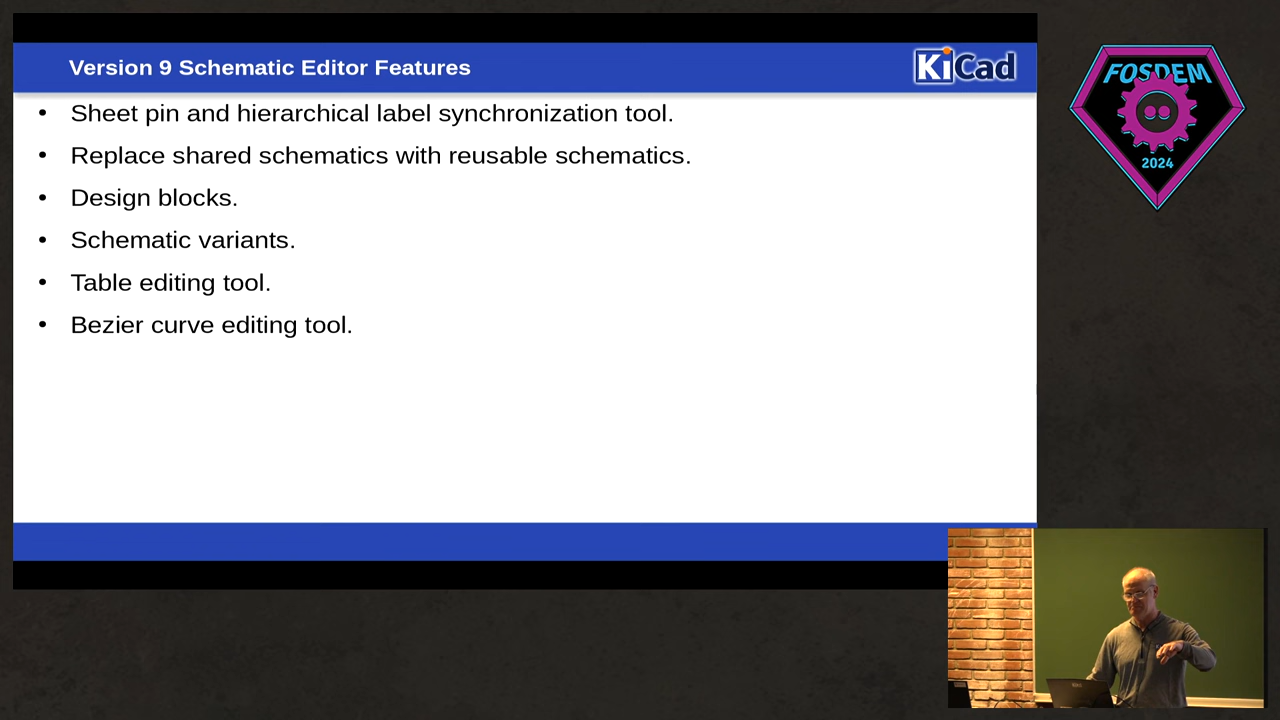 Version 9 Schematic Editor Features
KiCad
• Sheet pin and hierarchical label synchronization tool.
• Replace shared schematics with reusable schematics.
• Design blocks.
• Schematic variants.
• Table editing tool.
• Bezier curve editing tool.
FOSDEM
2024